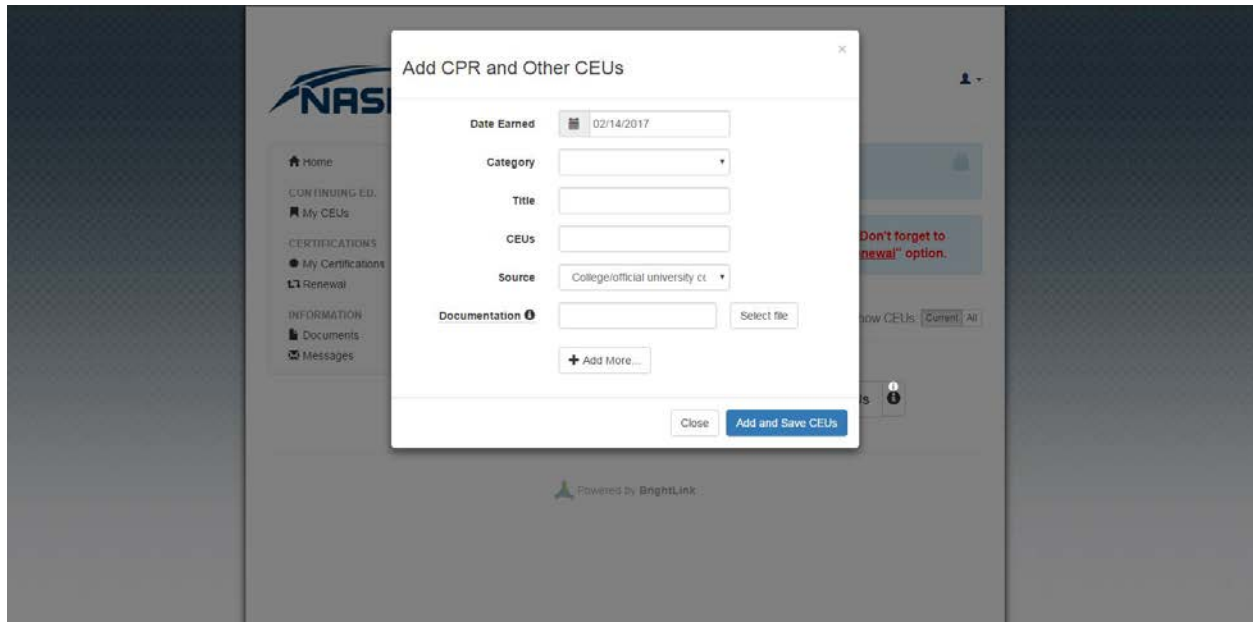 Add CPR and Other CEUs
×
NASM
Date Earned 02/14/2017
Category
Title
CEUs
Source College/official university co
Documentation
Select file
+ Add More...
Close
Add and Save CEUs
Home
CONTINUING ED.
My CEUs
CERTIFICATIONS
My Certifications
Renewal
INFORMATION
Documents
Messages
Don't forget to
newal" option.
how CEUs Current All
Powered by BrightLink